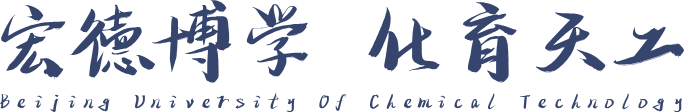 宏德博学 化育天工
Beijing University Of Chemical Technology